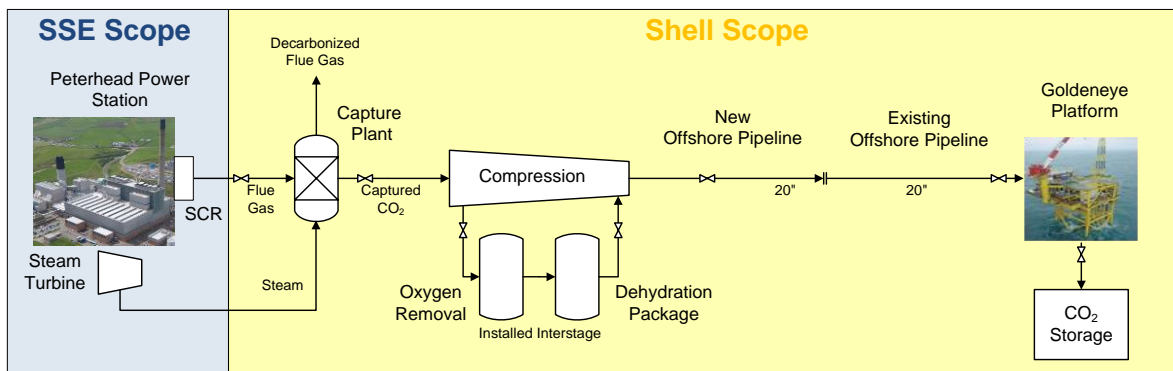 SSE Scope
Shell Scope
Peterhead Power
Station
SCR
Steam
Turbine
Decarbonized
Flue Gas
Capture
Plant
Flue
Gas
Captured
CO₂
Steam
Compression
Oxygen
Removal
Dehydration
Package
Installed Interstage
New
Offshore Pipeline
20"
Existing
Offshore Pipeline
20"
Goldeneye
Platform
CO₂
Storage